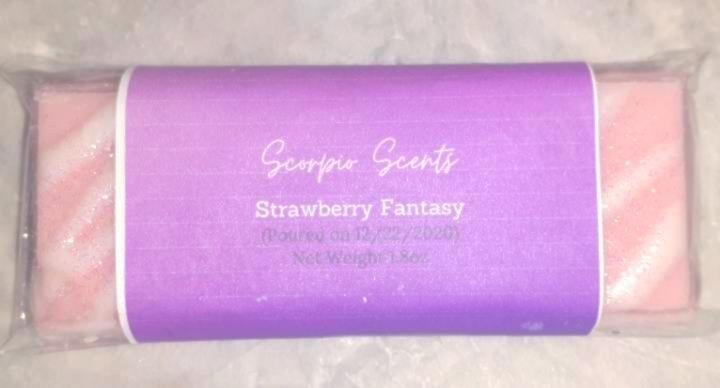 Scorpio Scents
Strawberry Fantasy
(Poured on 12/22/2020)
Net Weight 1.8oz